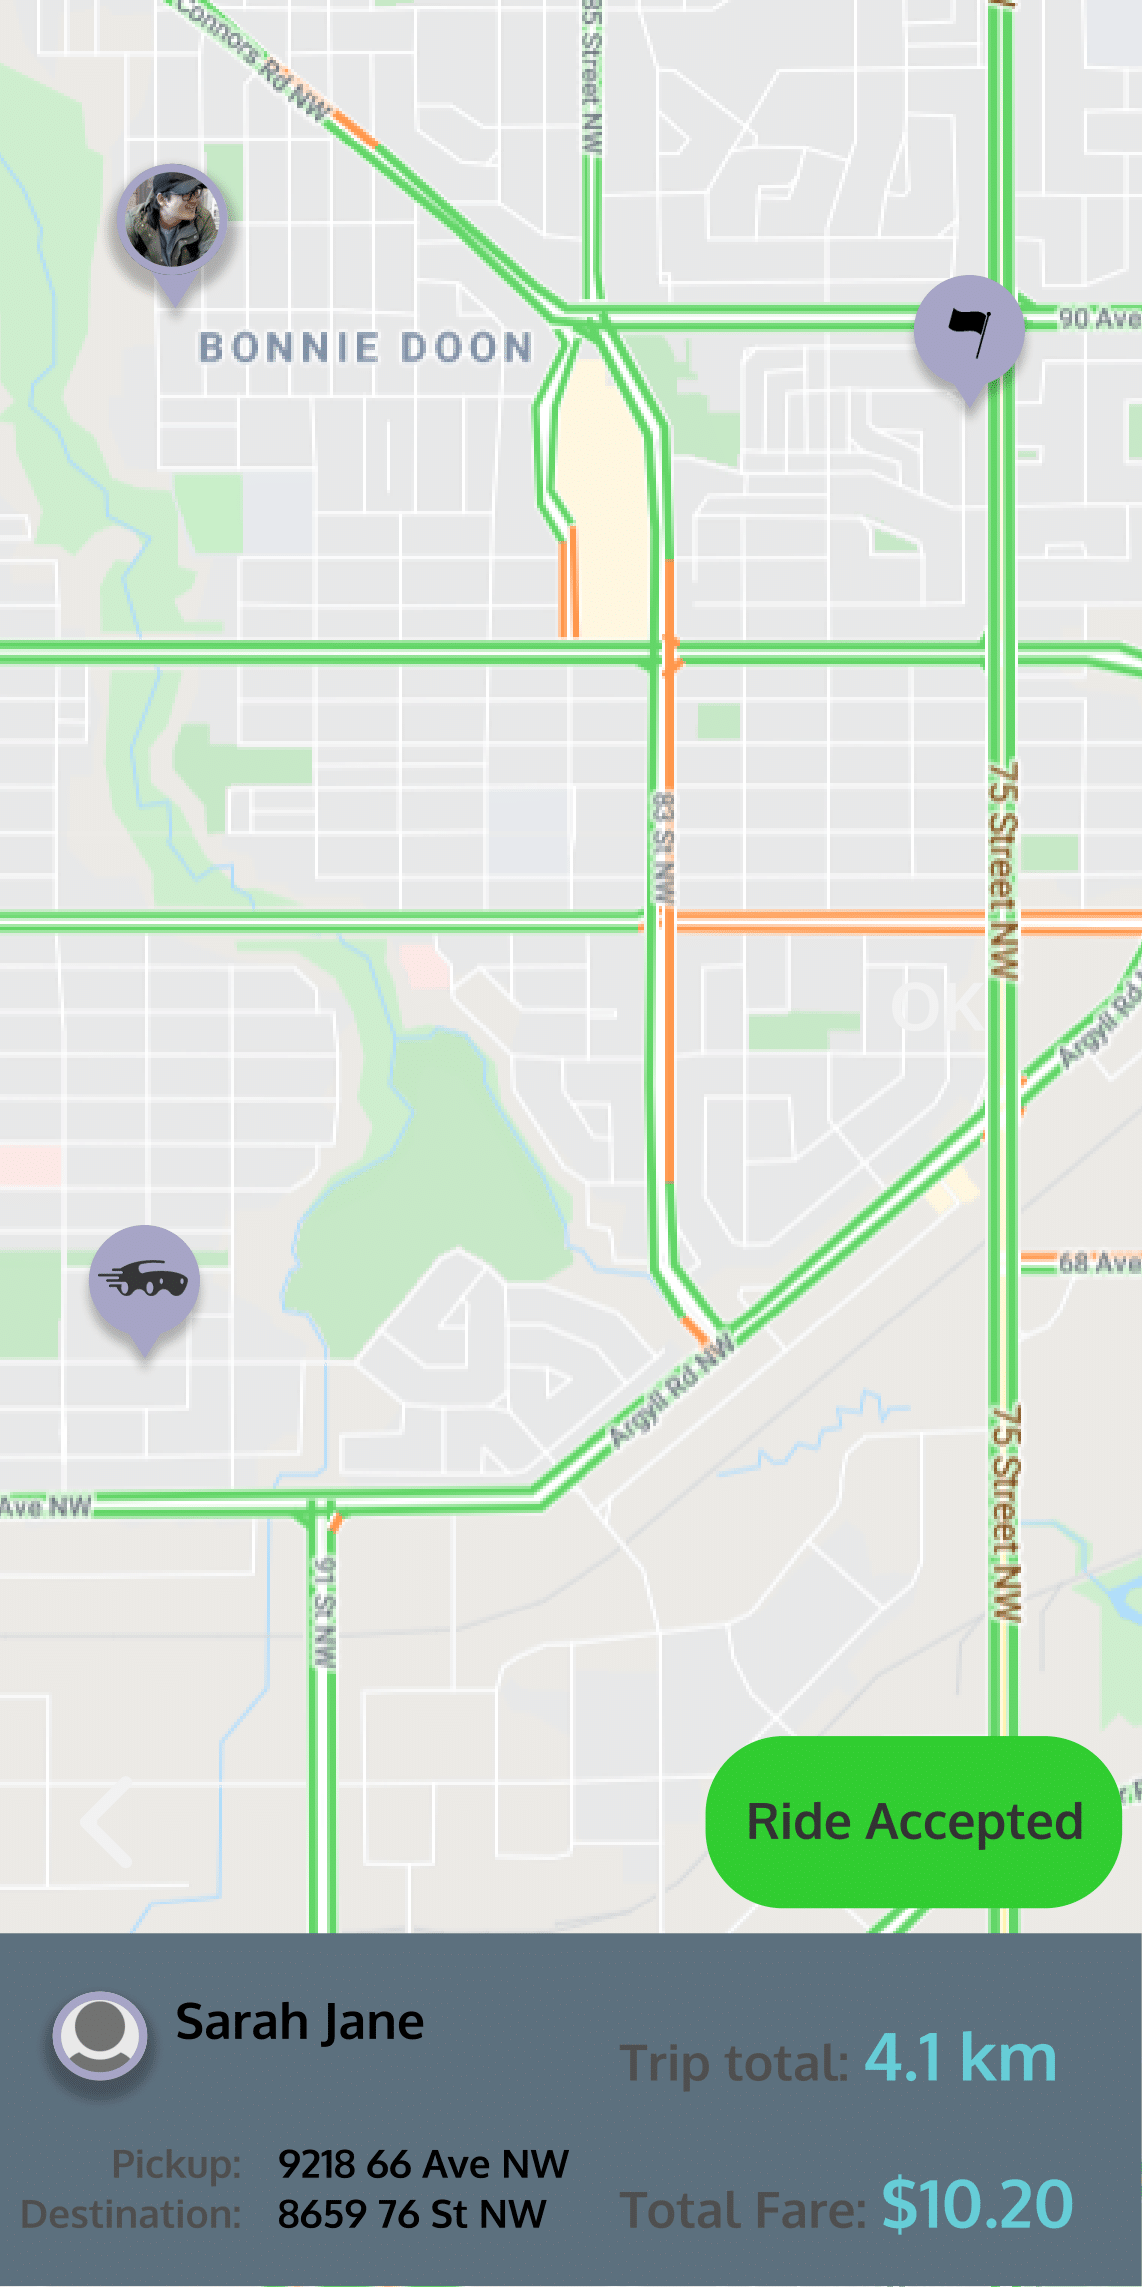 Connors Rd NW
85 Street NW
90 Ave
BONNIE DOON
75 Street NW
83 St NW
OK
Argyll Rd
68 Ave
Argyll Rd NW
75 Street NW
Ave NW
91 St NW
Ride Accepted
Sarah Jane
Trip total: 4.1 km
Pickup: 9218 66 Ave NW
Destination: 8659 76 St NW
Total Fare: $10.20